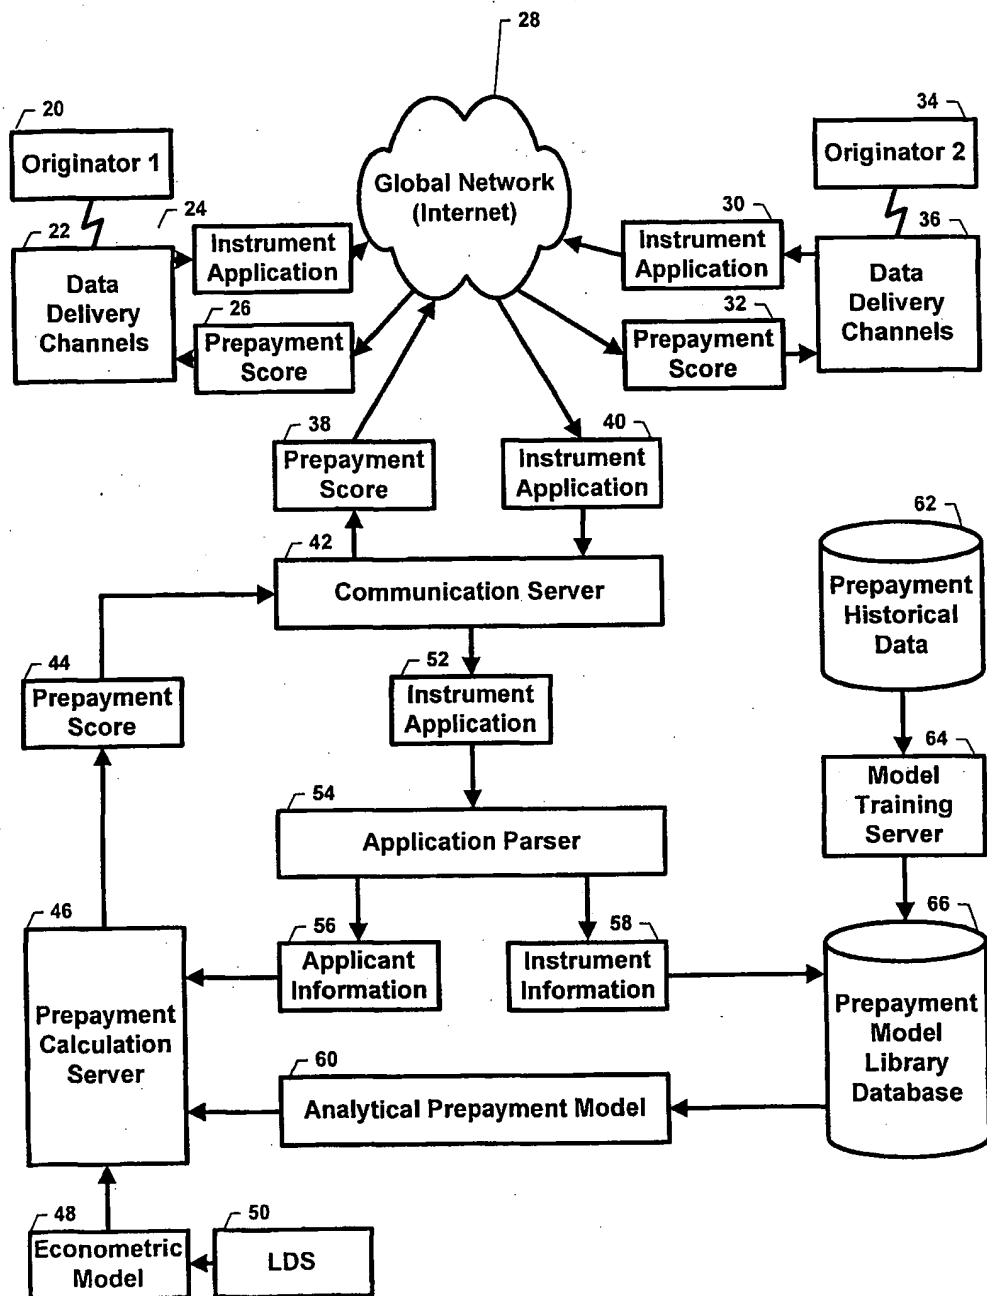 28
20
34
Originator 1
Originator 2
Global Network
(Internet)
24
30
22
36
Instrument
Application
Instrument
Application
Data
Delivery
Channels
Data
Delivery
Channels
26
32
Prepayment
Score
Prepayment
Score
38
40
Prepayment
Score
Instrument
Application
62
42
Communication Server
Prepayment
Historical
Data
44
52
Prepayment
Score
Instrument
Application
64
Model
Training
Server
54
Application Parser
46
56
58
66
Applicant
Information
Instrument
Information
Prepayment
Calculation
Server
Prepayment
Model
Library
Database
60
Analytical Prepayment Model
48
50
Econometric
Model
LDS